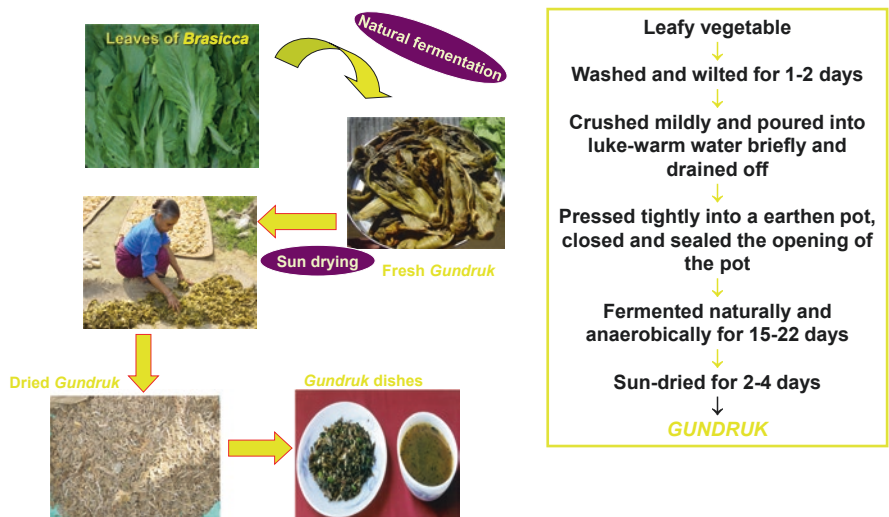 Leaves of Brasicca
Natural fermentation
Fresh Gundruk
Sun drying
Dried Gundruk
Gundruk dishes
Leafy vegetable
↓
Washed and wilted for 1-2 days
↓
Crushed mildly and poured into
luke-warm water briefly and
drained off
↓
Pressed tightly into a earthen pot,
closed and sealed the opening of
the pot
↓
Fermented naturally and
anaerobically for 15-22 days
↓
Sun-dried for 2-4 days
↓
GUNDRUK